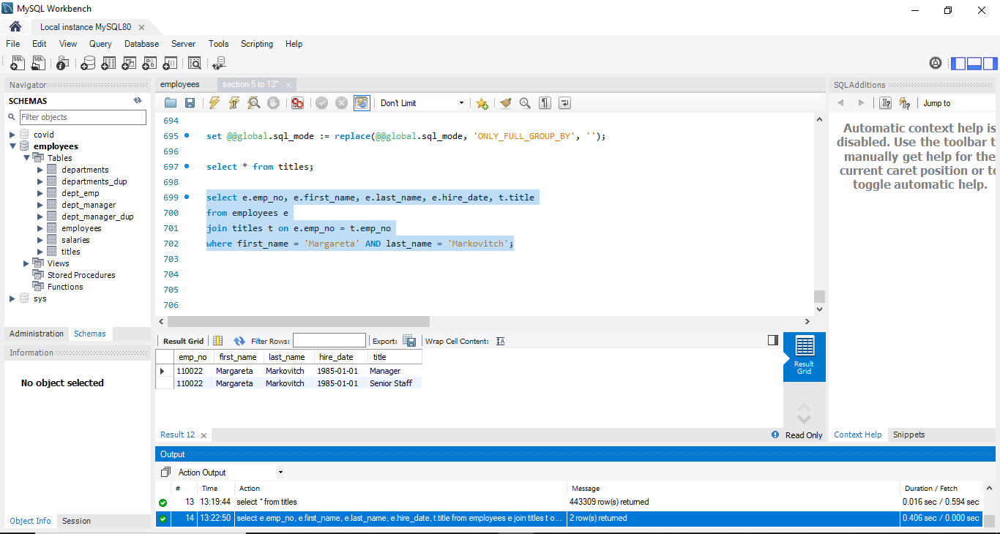 MySQL Workbench
Local instance MySQL80
File Edit View Query Database Server Tools Scripting Help
Navigator
SCHEMAS
Filter objects
covid
employees
Tables
departments
departments_dup
dept_emp
dept_manager
dept_manager_dup
employees
salaries
titles
Views
Stored Procedures
Functions
sys
Administration Schemas
Information
No object selected
Object Info Session
employees section 5 to 13*
Don't Limit
694
695 set @@global.sql_mode := replace(@@global.sql_mode, 'ONLY_FULL_GROUP_BY', '');
696
697 select * from titles;
698
699 select e.emp_no, e.first_name, e.last_name, e.hire_date, t.title
700 from employees e
701 join titles t on e.emp_no = t.emp_no
702 where first_name = 'Margareta' AND last_name = 'Markovitch';
703
704
705
706
Result Grid Filter Rows: Export: Wrap Cell Content:
emp_no first_name last_name hire_date title
110022 Margareta Markovitch 1985-01-01 Manager
110022 Margareta Markovitch 1985-01-01 Senior Staff
Result
Grid
Result 12 Read Only
SQLAdditions
Jump to
Automatic context help is
disabled. Use the toolbar t
manually get help for the
current caret position or to
toggle automatic help.
Context Help Snippets
Output
Action Output
# Time Action Message Duration / Fetch
13 13:19:44 select * from titles 443309 row(s) returned 0.016 sec / 0.594 sec
14 13:22:50 select e.emp_no, e.first_name, e.last_name, e.hire_date, t.title from employees e join titles t o... 2 row(s) returned 0.406 sec / 0.000 sec